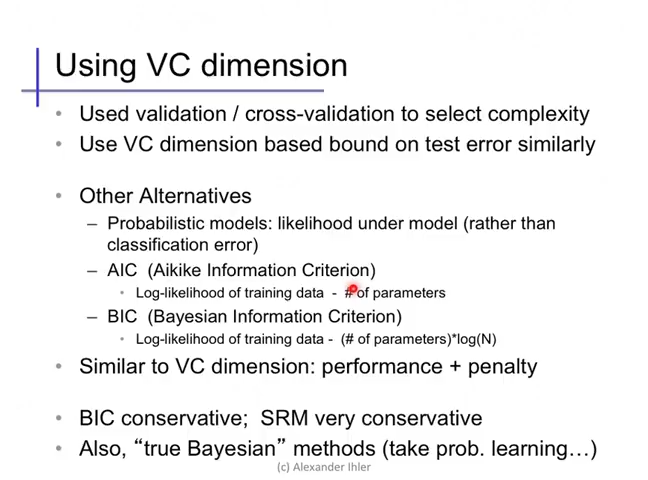 Using VC dimension
• Used validation / cross-validation to select complexity
• Use VC dimension based bound on test error similarly
• Other Alternatives
– Probabilistic models: likelihood under model (rather than
classification error)
– AIC (Aikike Information Criterion)
• Log-likelihood of training data - # of parameters
– BIC (Bayesian Information Criterion)
• Log-likelihood of training data - (# of parameters)*log(N)
• Similar to VC dimension: performance + penalty
• BIC conservative; SRM very conservative
• Also, “true Bayesian” methods (take prob. learning…)
(c) Alexander Ihler